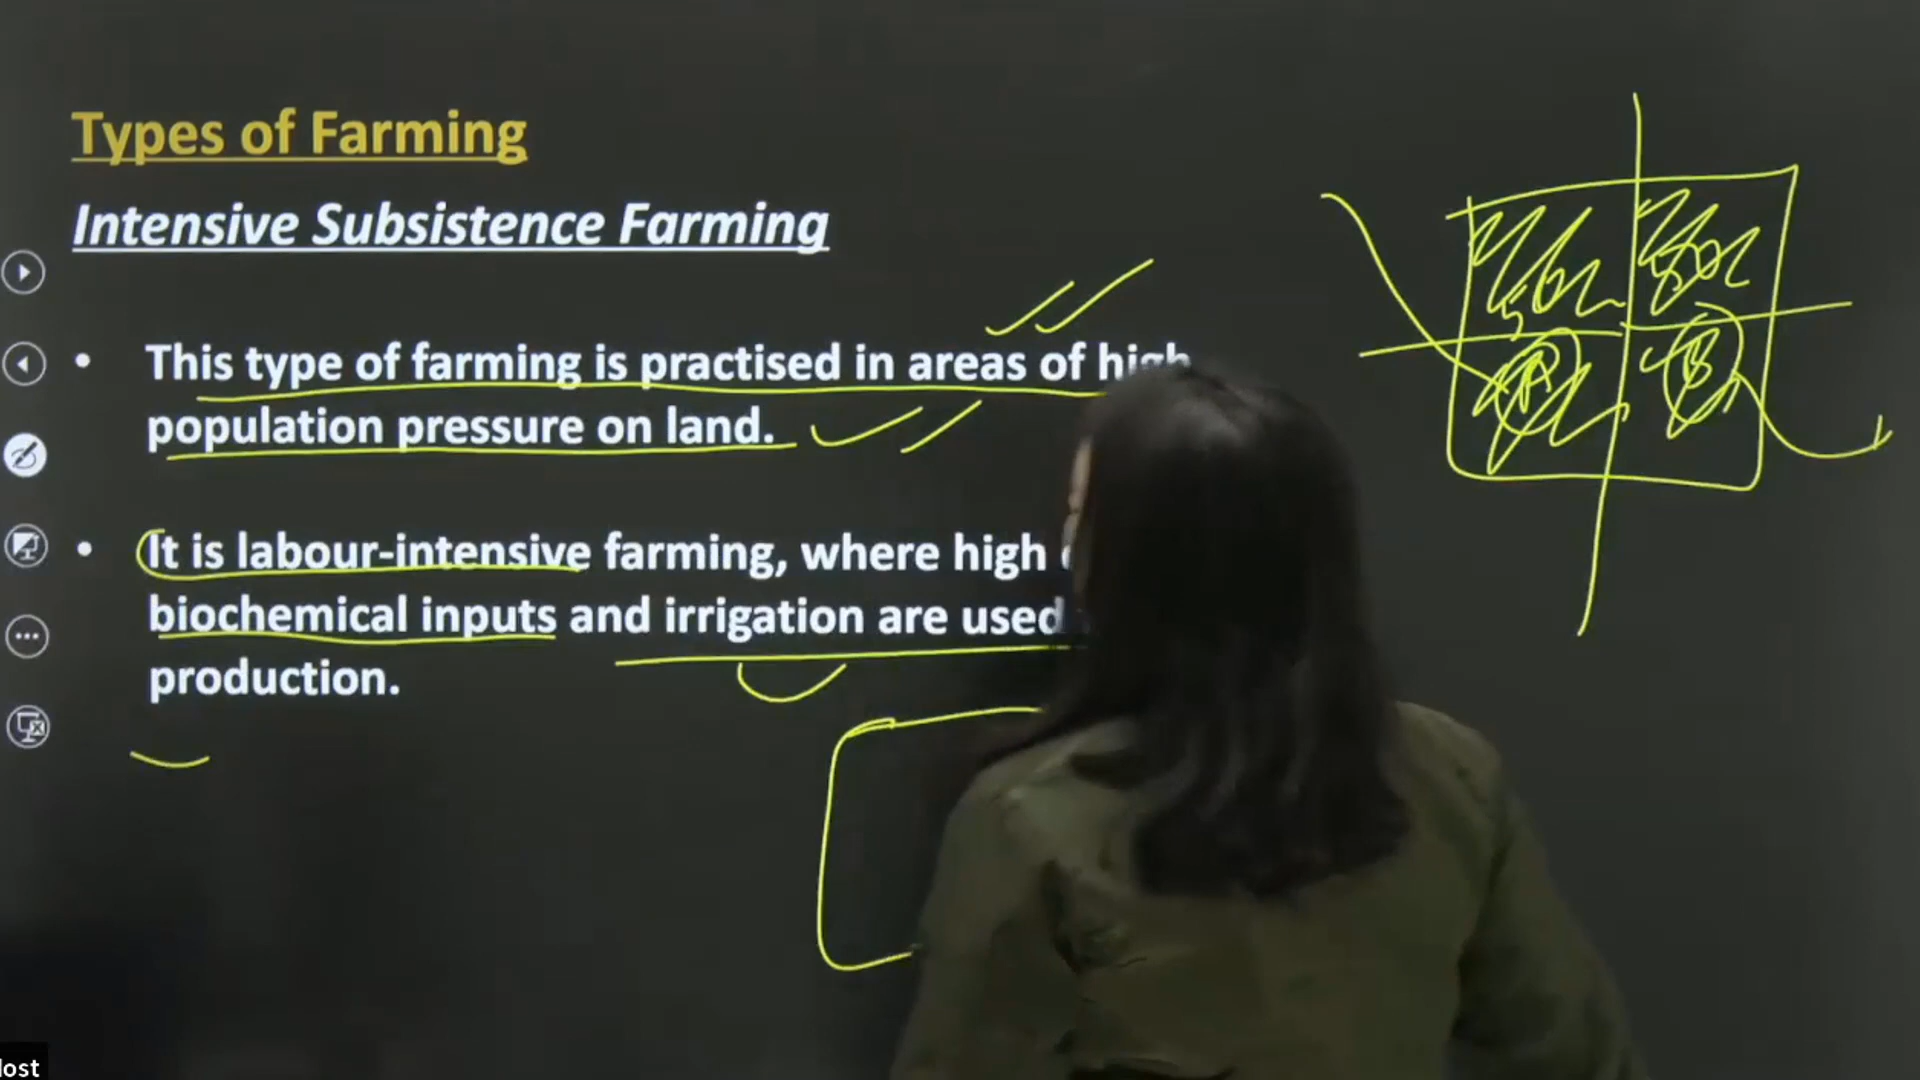 Types of Farming
Intensive Subsistence Farming
• This type of farming is practised in areas of high
population pressure on land.
• It is labour-intensive farming, where high
biochemical inputs and irrigation are used
production.
A
B
lost